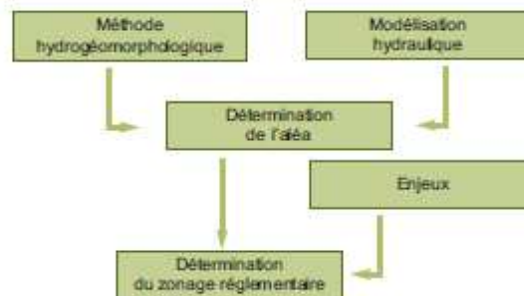 Méthode
hydrogéomorphologique
Modélisation
hydraulique
Détermination
de l'aléa
Enjeux
Détermination
du zonage réglementaire